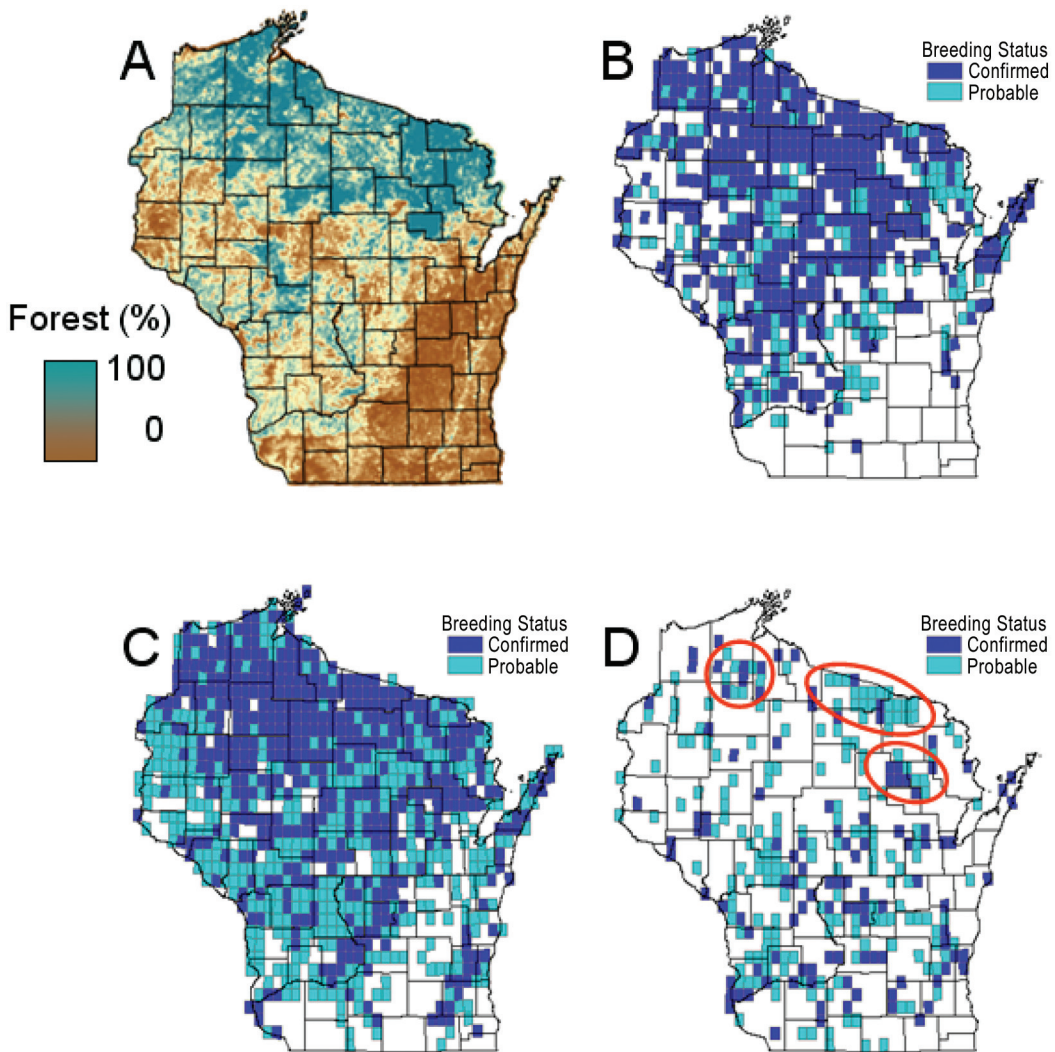 A
Forest (%)
100
0
B
Breeding Status
Confirmed
Probable
C
Breeding Status
Confirmed
Probable
D
Breeding Status
Confirmed
Probable